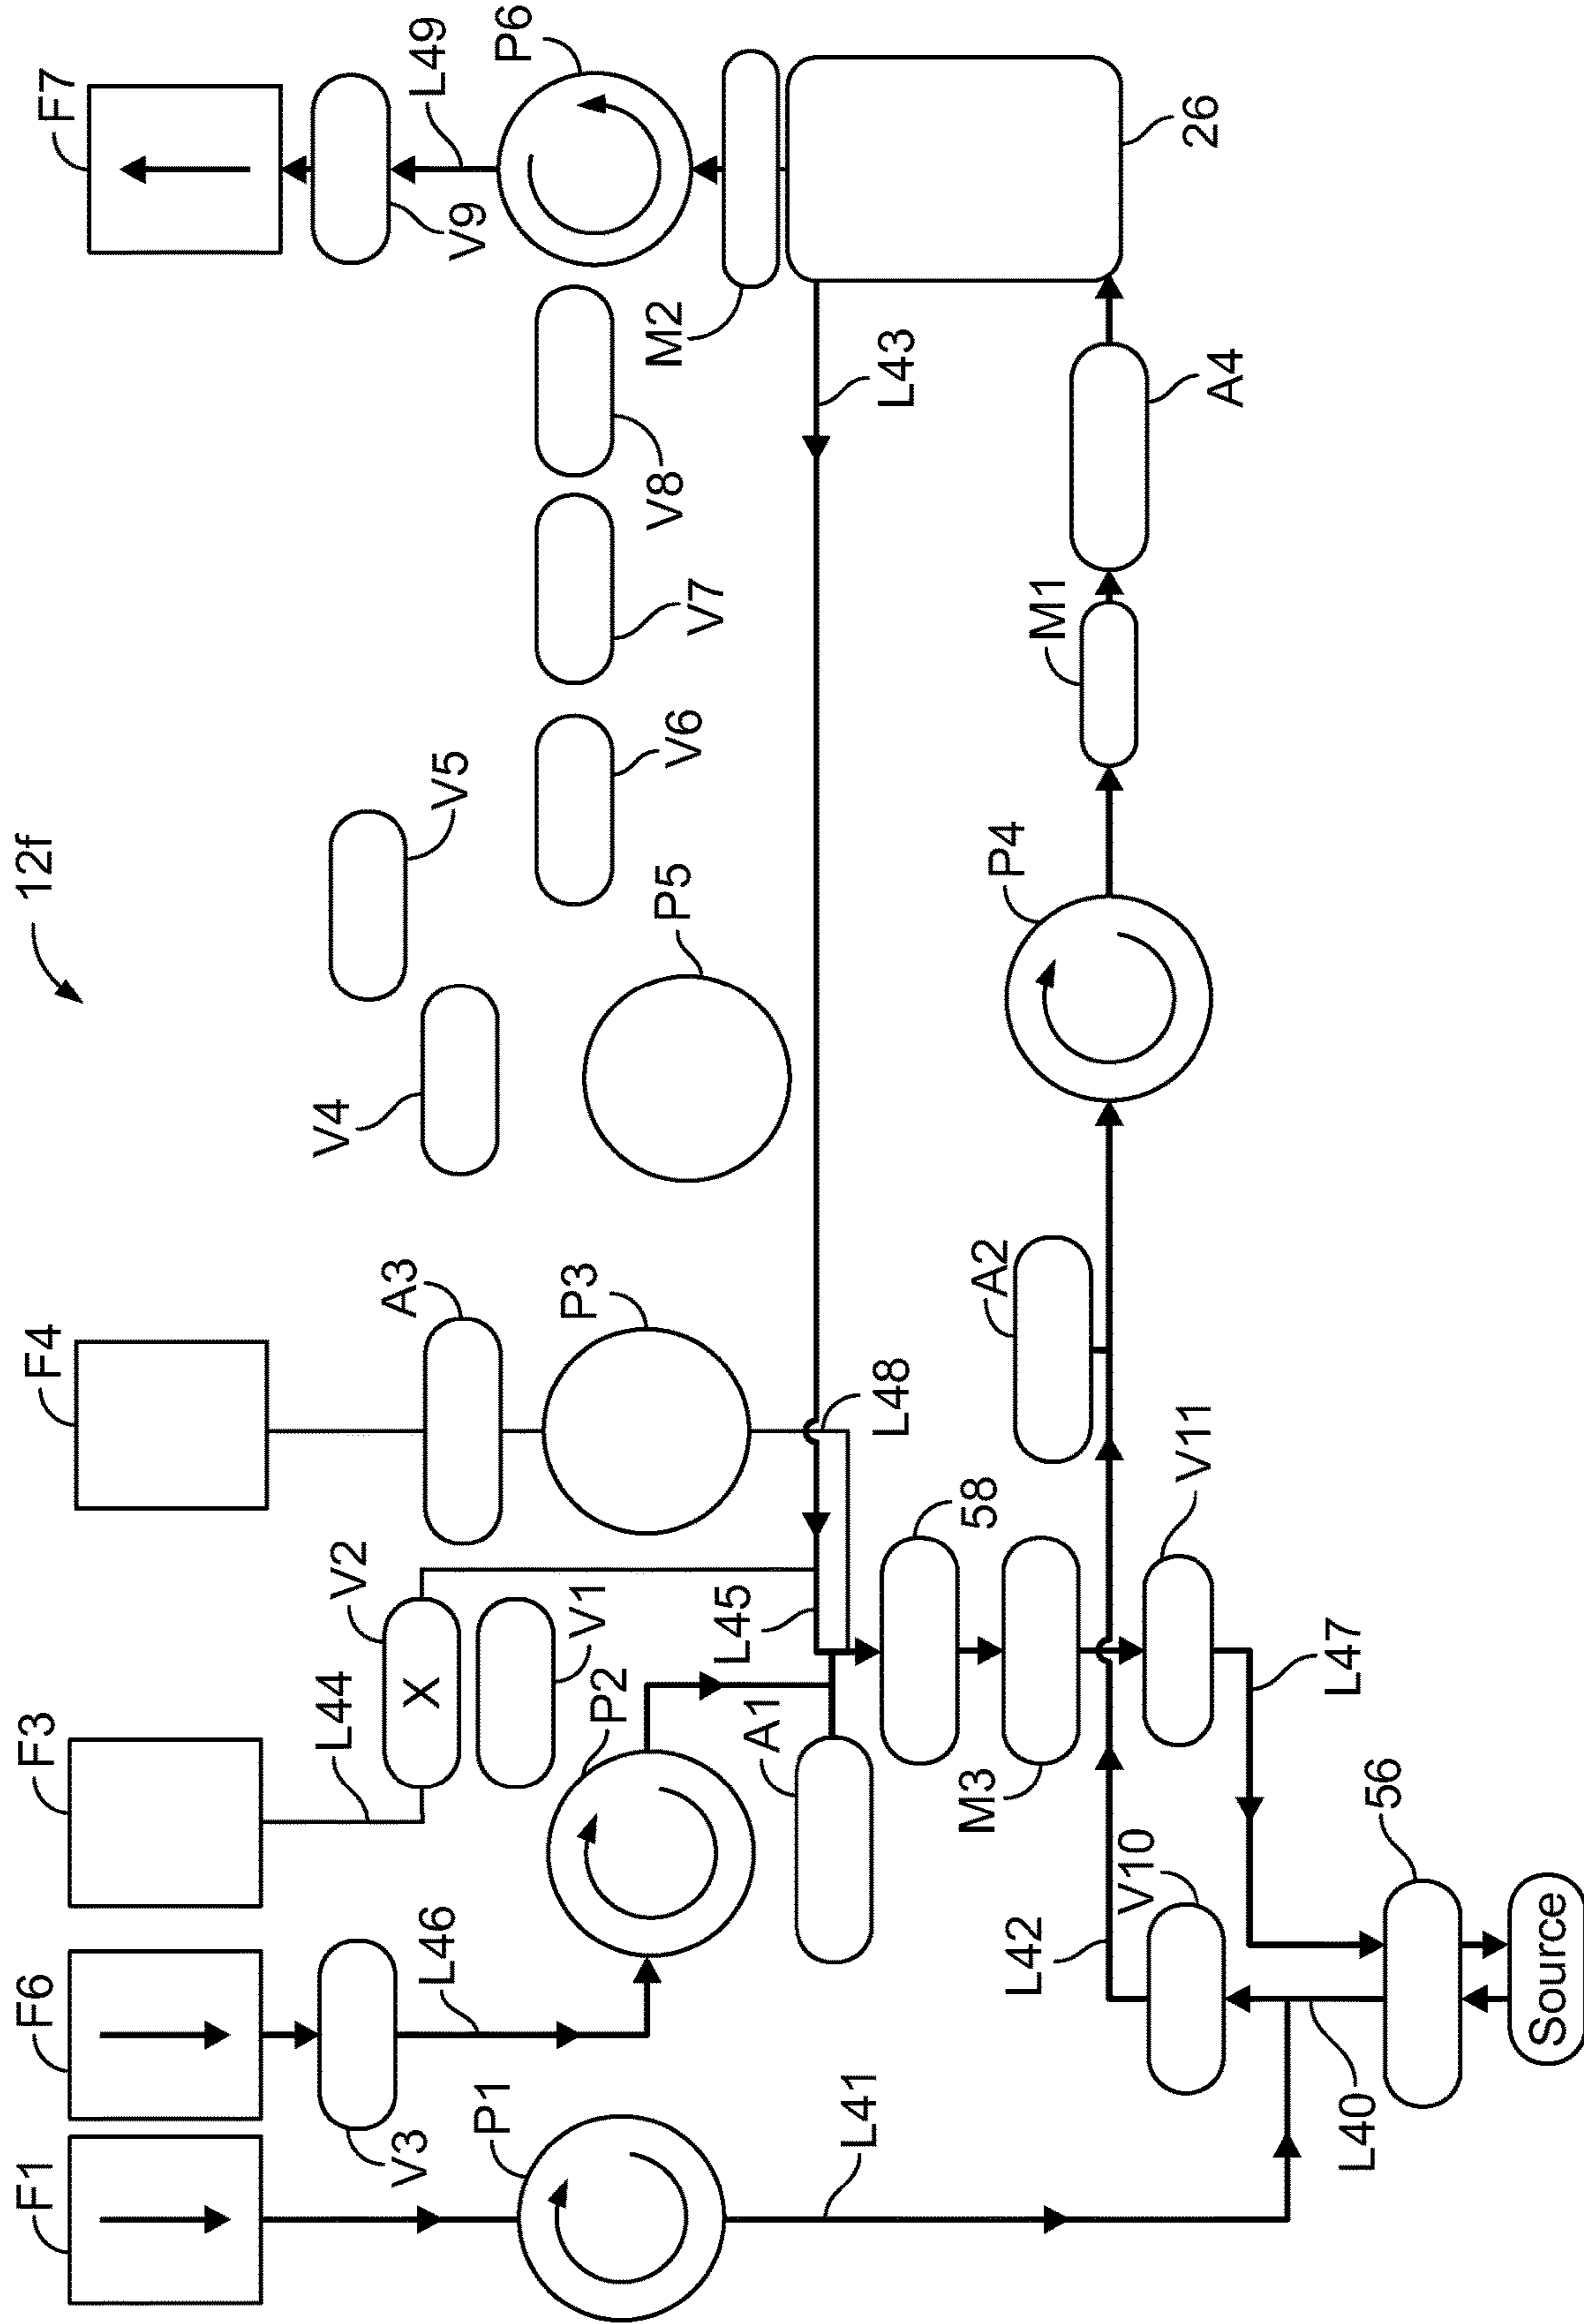 12f
F1
F6
F3
F4
F7
V3
L46
L44
V2
X
V1
A3
V4
V5
V9
L49
P6
P1
P2
P3
P5
V6
V7
V8
M2
L41
A1
L45
L48
L43
58
M3
A2
P4
M1
A4
26
L42
V10
V11
L47
L40
56
Source